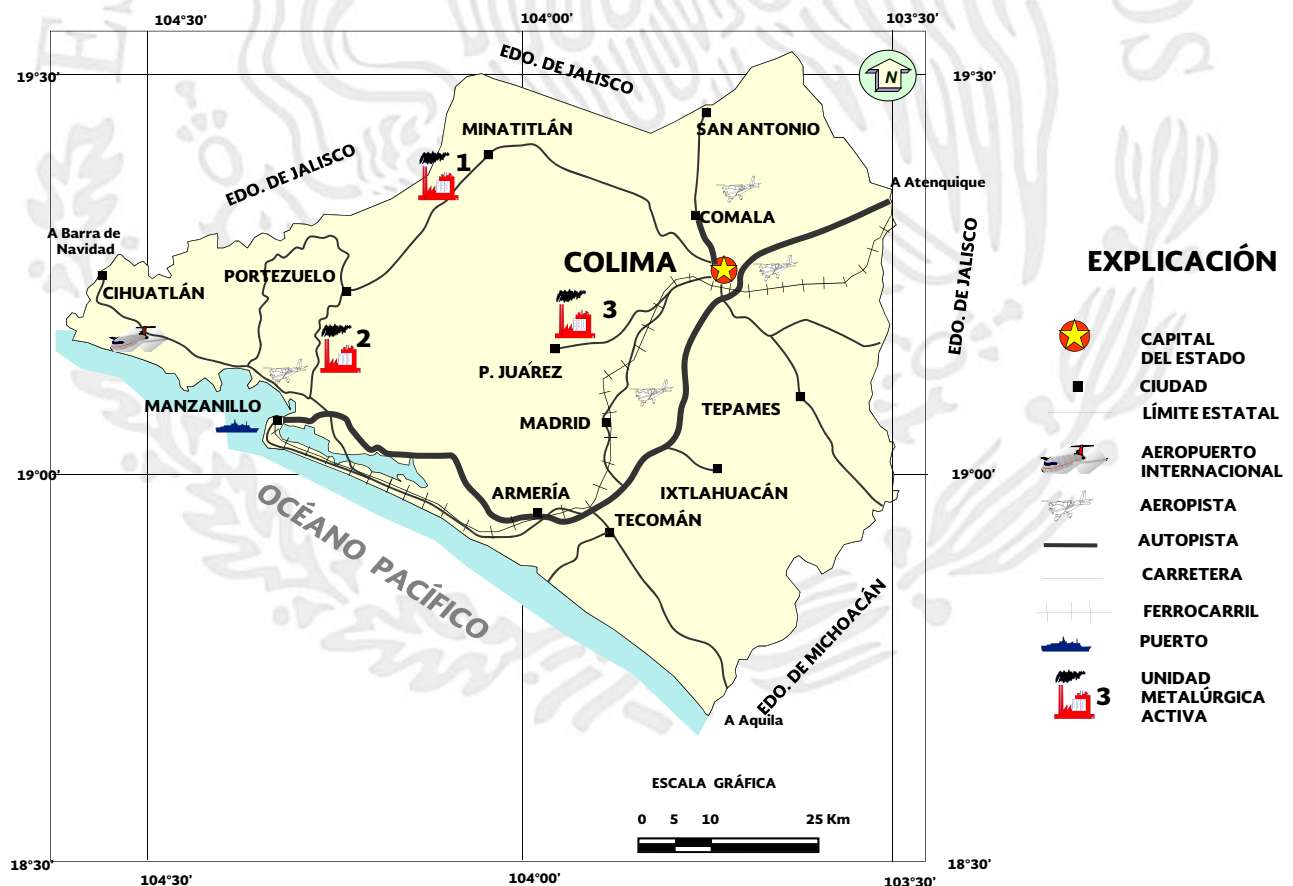 104°30’
104°00’
103°30’
19°30’
19°30’
EDO. DE JALISCO
N
MINATITLÁN
SAN ANTONIO
EDO. DE JALISCO
1
A Atenquique
COMALA
A Barra de
Navidad
EDO. DE JALISCO
COLIMA
EXPLICACIÓN
PORTEZUELO
CIHUATLÁN
3
2
CAPITAL
DEL ESTADO
P. JUÁREZ
CIUDAD
MANZANILLO
TEPAMES
LÍMITE ESTATAL
MADRID
AEROPUERTO
INTERNACIONAL
19°00’
19°00’
ARMERÍA
IXTLAHUACÁN
AEROPISTA
OCÉANO PACÍFICO
TECOMÁN
AUTOPISTA
CARRETERA
FERROCARRIL
EDO. DE MICHOACÁN
PUERTO
UNIDAD
3 METALÚRGICA
ACTIVA
A Aquila
ESCALA GRÁFICA
0 5 10 25 Km
18°30’
18°30’
104°30’
104°00’
103°30’